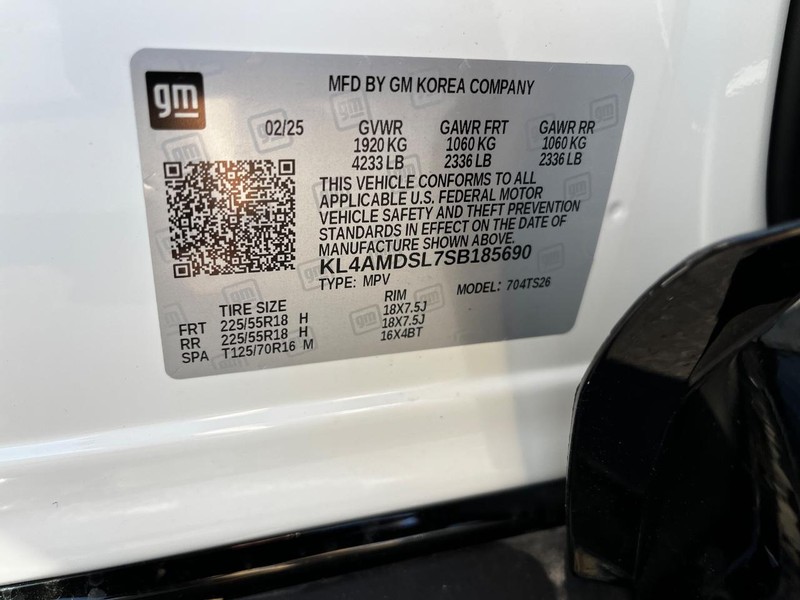 gm
MFD BY GM KOREA COMPANY
02/25 GVWR GAWR FRT GAWR RR
1920 KG 1060 KG 1060 KG
4233 LB 2336 LB 2336 LB
THIS VEHICLE CONFORMS TO ALL
APPLICABLE U.S. FEDERAL MOTOR
VEHICLE SAFETY AND THEFT PREVENTION
STANDARDS IN EFFECT ON THE DATE OF
MANUFACTURE SHOWN ABOVE.
KL4AMDSL7SB185690
TYPE: MPV MODEL: 704TS26
TIRE SIZE RIM
FRT 225/55R18 H 18X7.5J
RR 225/55R18 H 18X7.5J
SPA T125/70R16 M 16X4BT